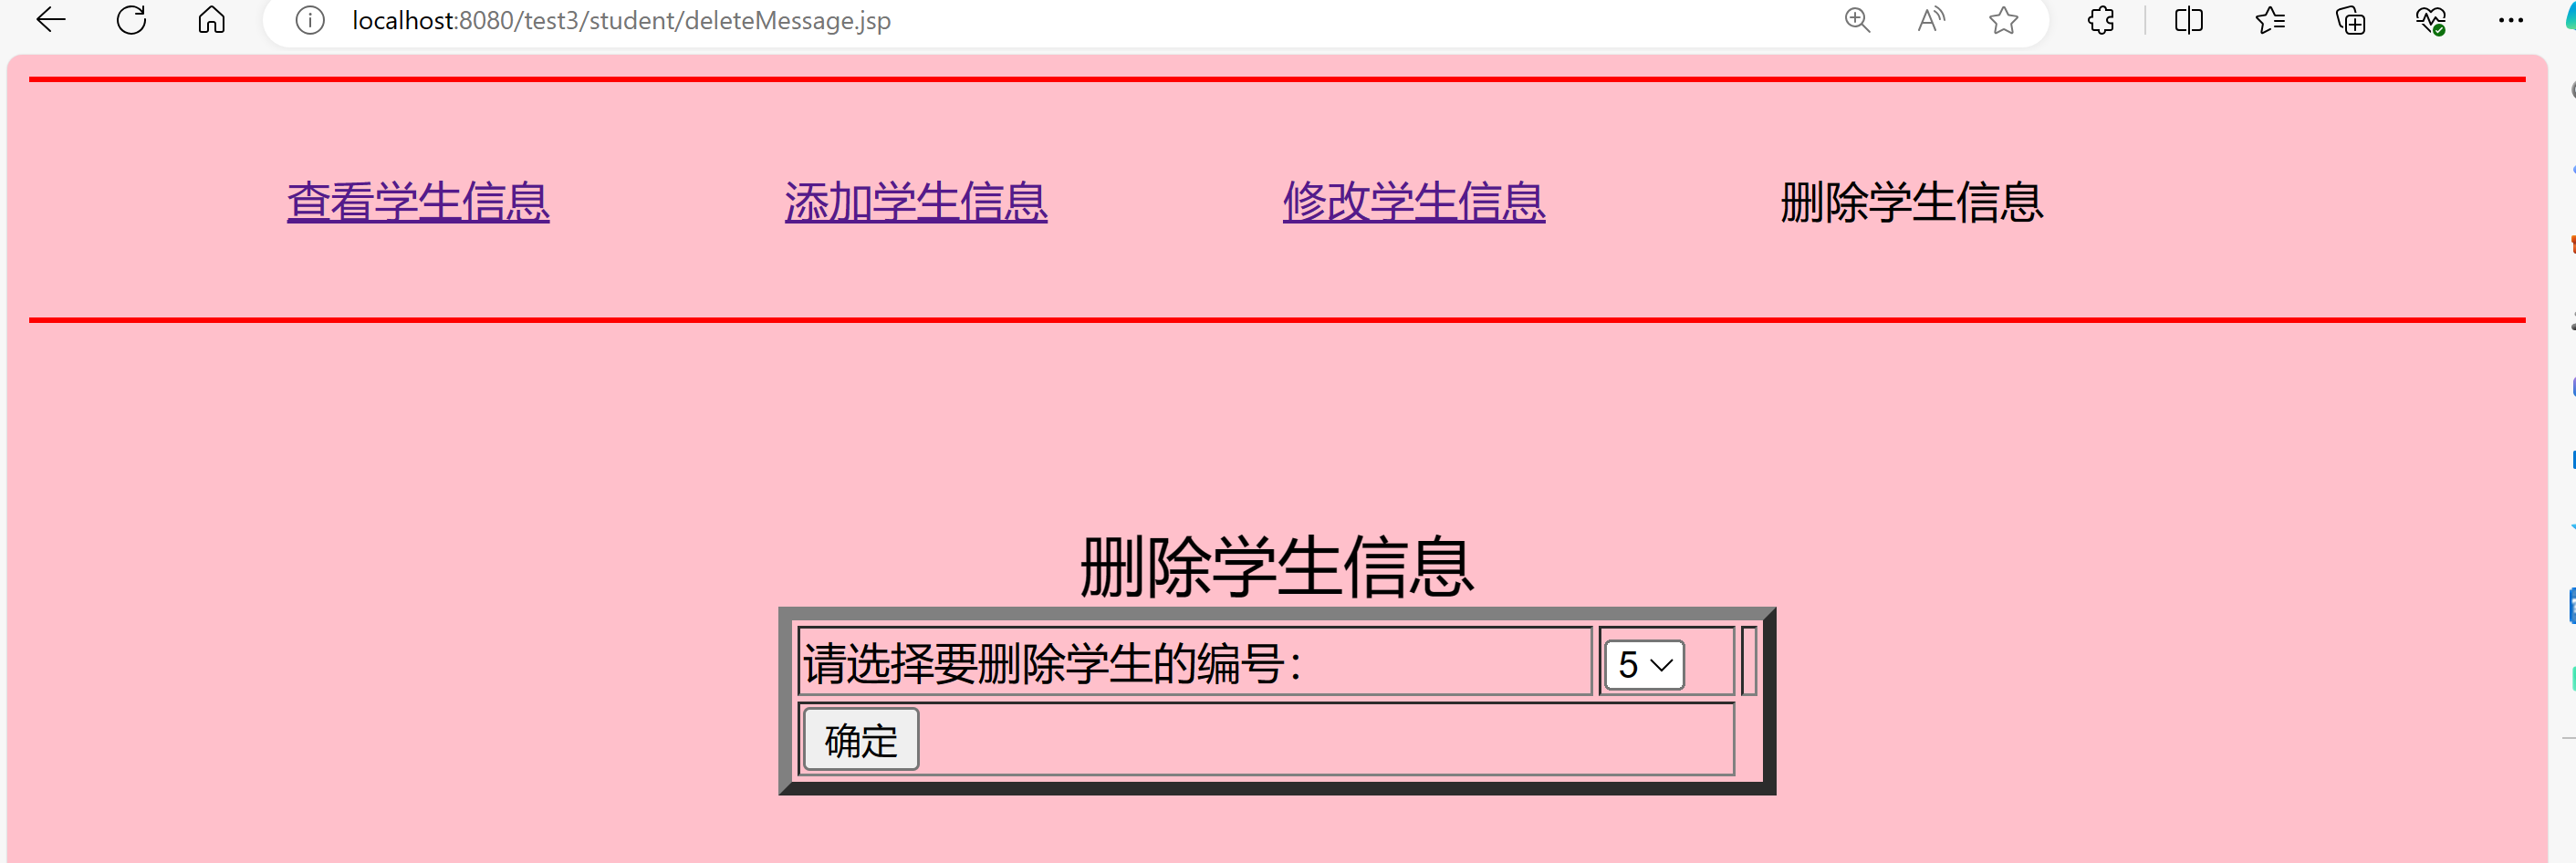 localhost:8080/test3/student/deleteMessage.jsp
查看学生信息 添加学生信息 修改学生信息 删除学生信息
删除学生信息
请选择要删除学生的编号： 5
确定